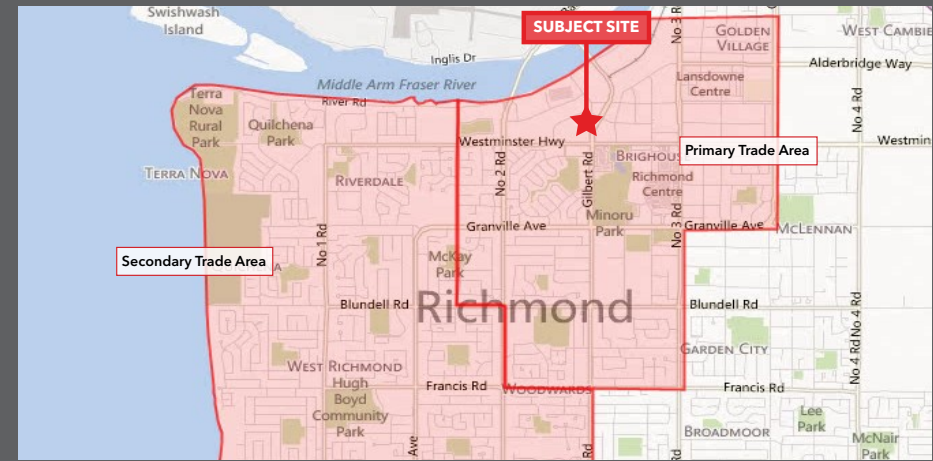 Swishwash
Island
SUBJECT SITE
No 3 R
GOLDEN
VILLAGE
WEST CAMBIE
Inglis Dr
Alderbridge Way
Middle Arm Fraser River
Lansdowne
Centre
Terra
Nova
Rural
Park
River Rd
Quilchena
Park
No 4 Rd
Westminster Hwy
Westmin
Primary Trade Area
BRIGHOUS
TERRA NOVA
RIVERDALE
No 2 Rd
Gilbert Rd
Richmond
Centre
Minoru
Park
No 1 Rd
Granville Ave
No 3 Rd
Granville Ave
MCLENNAN
Secondary Trade Area
A
McKay
Park
Blundell Rd
Richmond
Blundell Rd
No 4 Rd
No 4 Rd
GARDEN CITY
WEST RICHMOND
Hugh
Boyd
Community
Park
Francis Rd
WOODWARDS
Francis Rd
Lee
Park
BROADMOOR
McNair
Park
Ave
Rd
Rd